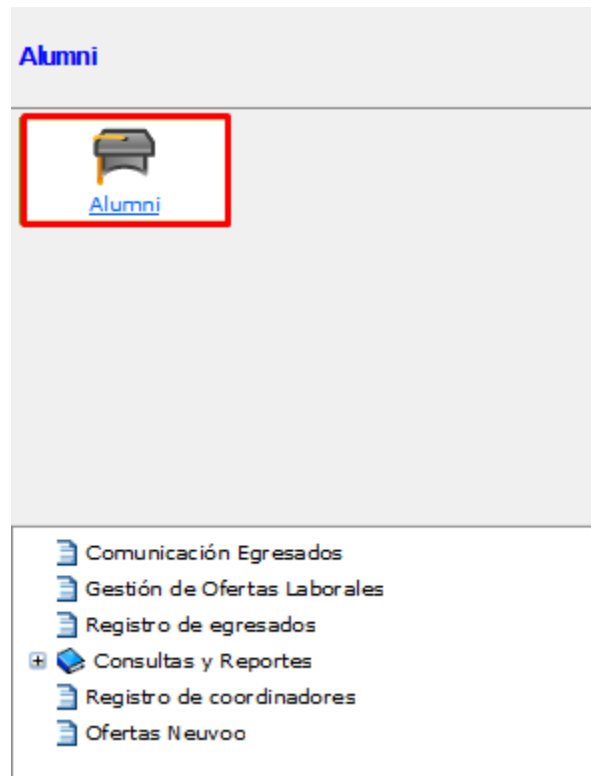 Alumni
Alumni
Comunicación Egresados
Gestión de Ofertas Laborales
Registro de egresados
Consultas y Reportes
Registro de coordinadores
Ofertas Neuvoo